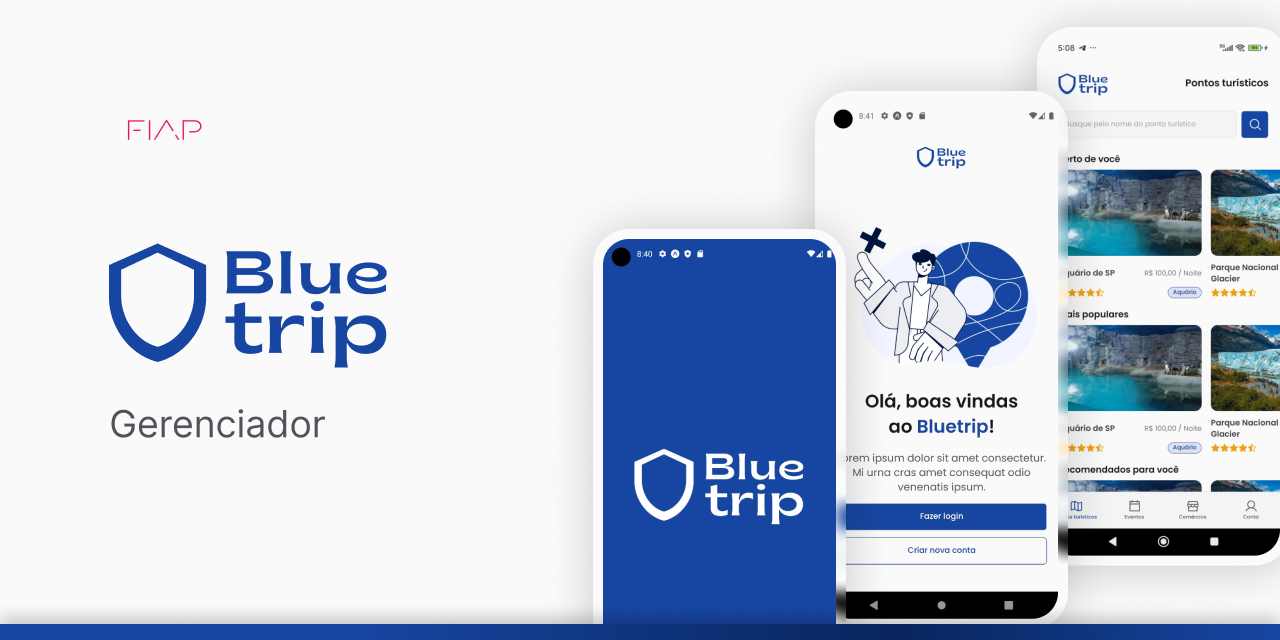 FIAP
Blue
trip
Gerenciador
8:40
Blue
trip
8:41
Blue
trip
Olá, boas vindas
ao Bluetrip!
orem ipsum dolor sit amet consectetur.
Mi urna cras amet consequat odio
venenatis ipsum.
Fazer login
Criar nova conta
5:08
Blue
trip
Pontos turísticos
usque pelo nome do ponto turístico
erto de você
uário de SP
R$ 100,00 / Noite
Aquário
Parque Nacional
Glacier
ais populares
uário de SP
R$ 100,00 / Noite
Aquário
Parque Nacional
Glacier
ecomendados para você
s turísticos
Eventos
Comércios
Conta